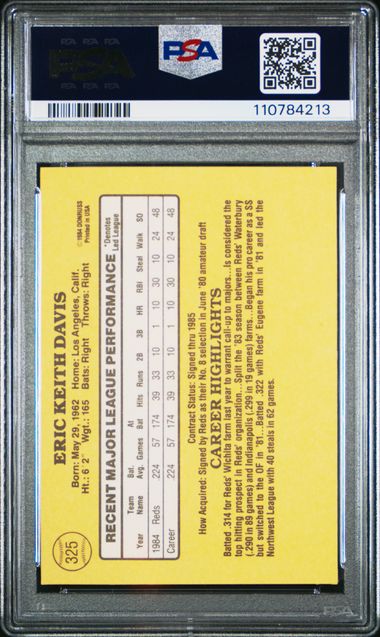 PSA
110784213
325
© 1984 DONRUSS
Printed in USA
ERIC KEITH DAVIS
Born: May 29, 1962 Home: Los Angeles, Calif.
Ht.: 6 2 Wgt.: 165 Bats: Right Throws: Right
RECENT MAJOR LEAGUE PERFORMANCE *Denotes Led League
Year Team Name Bat. Avg. Games At Bat Hits Runs 2B 3B HR RBI Steal Walk SO
1984 Reds .224 57 174 39 33 10 1 10 30 10 24 48
Career .224 57 174 39 33 10 1 10 30 10 24 48
Contract Status: Signed thru 1985
How Acquired: Signed by Reds as their No. 8 selection in June '80 amateur draft
CAREER HIGHLIGHTS
Batted .314 for Reds' Wichita farm last year to warrant call-up to majors...Is considered the
top hitting prospect in Reds' organization...Split the '83 season between Reds' Waterbury
(.290 in 89 games) and Indianapolis (.299 in 19 games) farms...Began his pro career as a SS
but switched to the OF in '81...Batted .322 with Reds' Eugene farm in '81 and led the
Northwest League with 40 steals in 62 games.